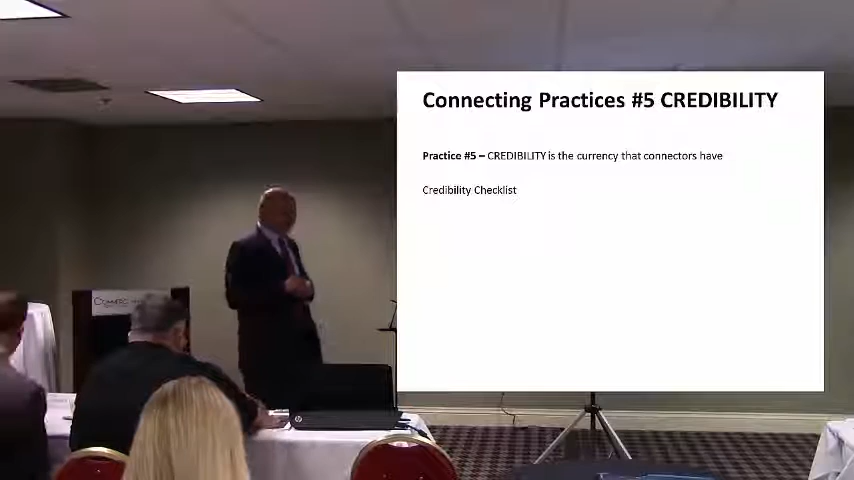 Connecting Practices #5 CREDIBILITY
Practice #5 – CREDIBILITY is the currency that connectors have
Credibility Checklist